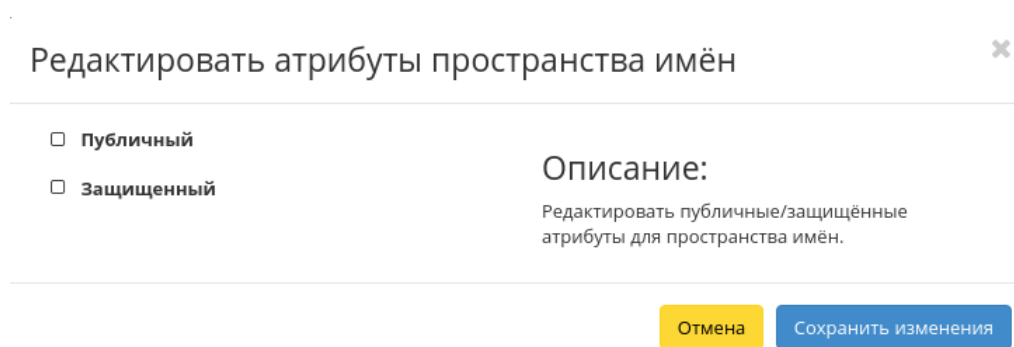 Редактировать атрибуты пространства имён
Публичный
Защищенный
Описание:
Редактировать публичные/защищённые
атрибуты для пространства имён.
Отмена
Сохранить изменения